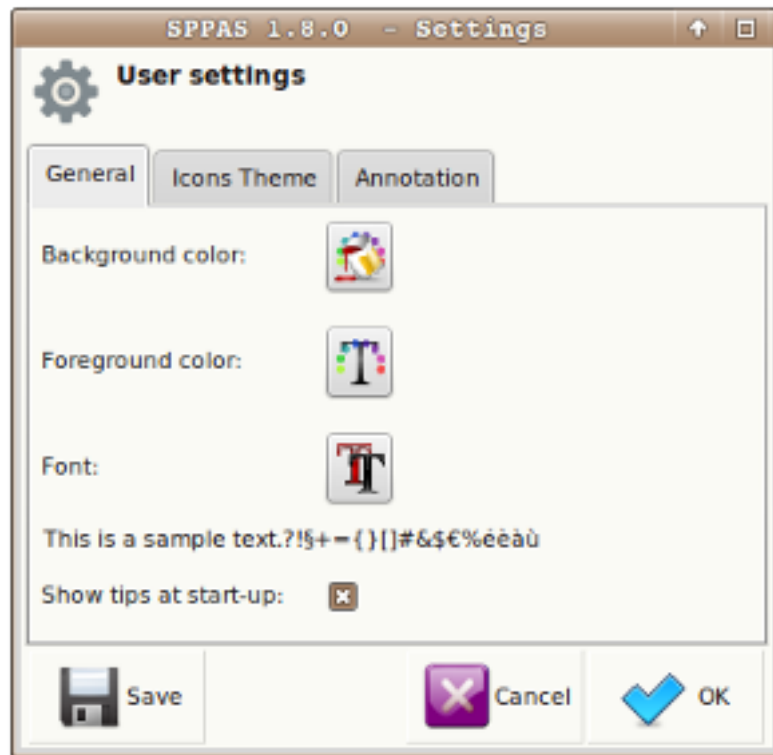 SPPAS 1.8.0 - Settings
User settings
General Icons Theme Annotation
Background color:
Foreground color:
Font:
This is a sample text.?!§+={}[]#&$€%éèàù
Show tips at start-up:
Save Cancel OK